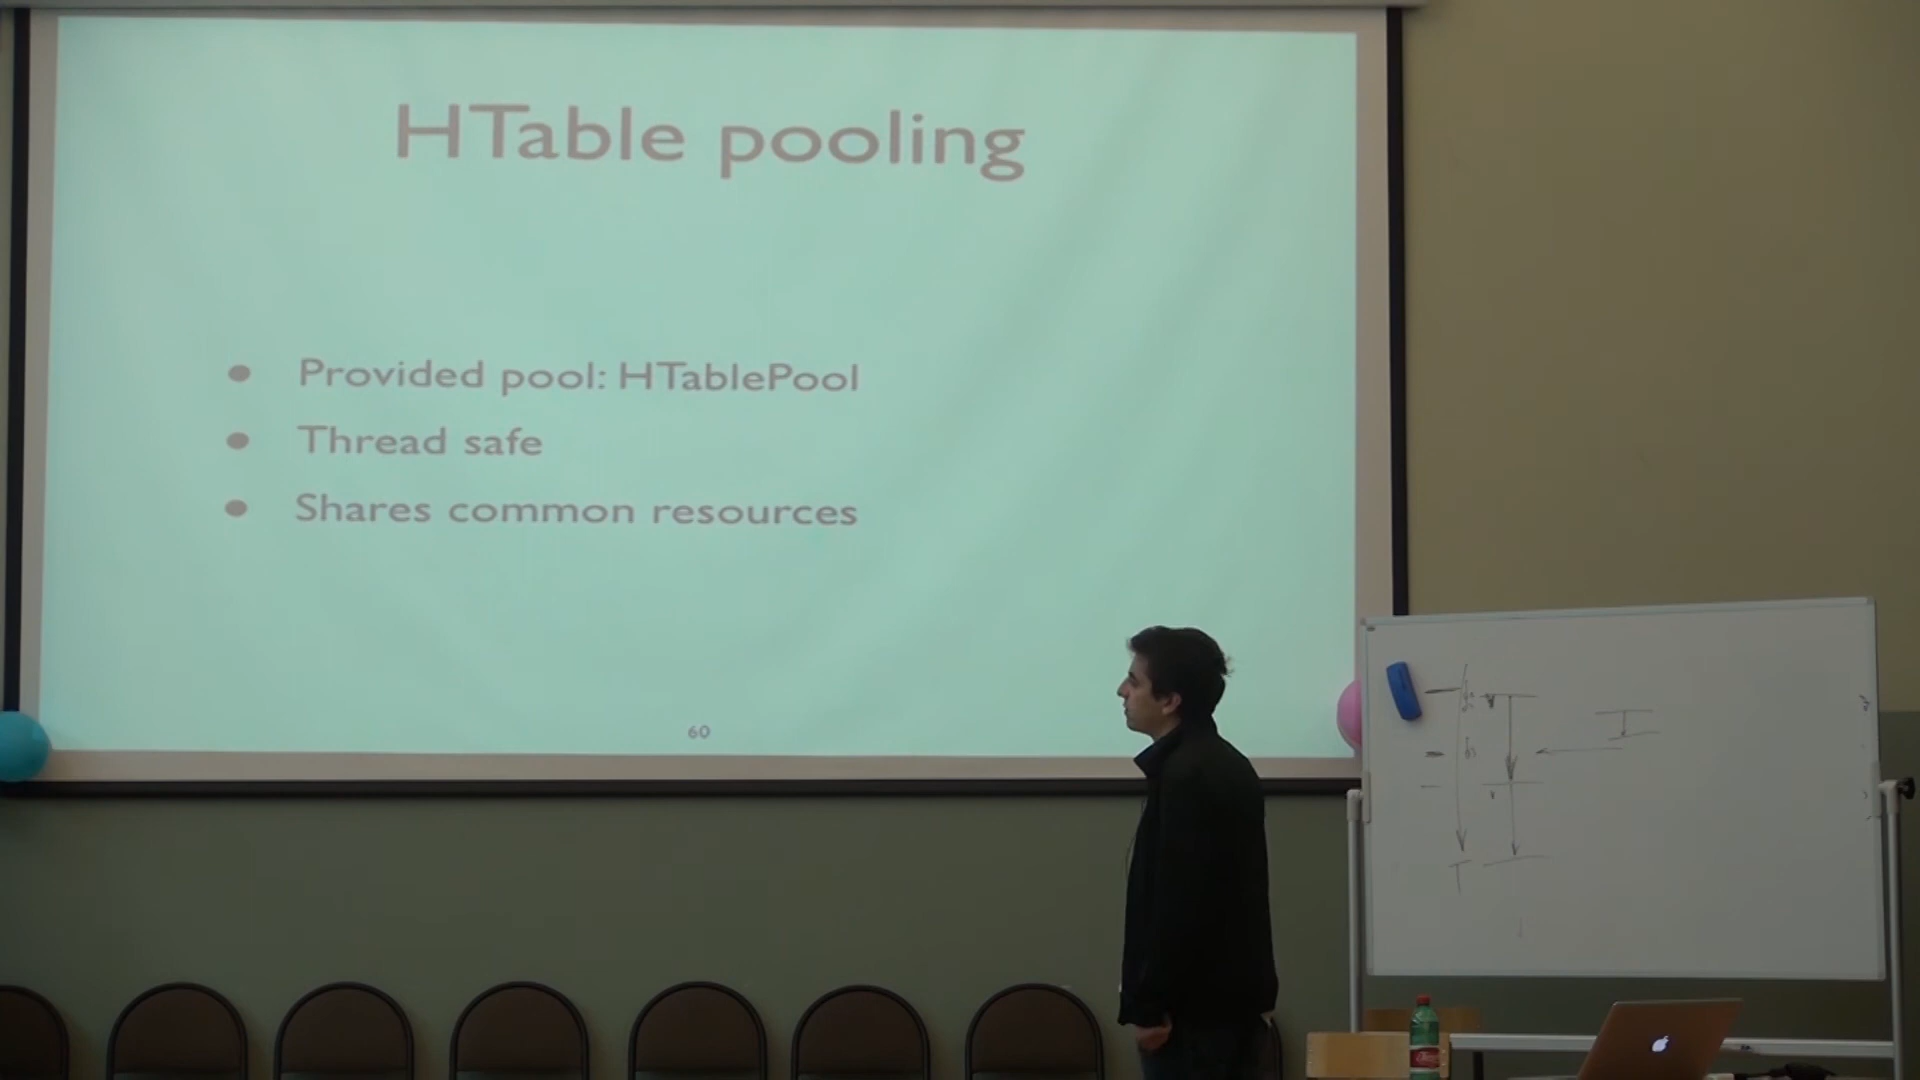 HTable pooling
● Provided pool: HTablePool
● Thread safe
● Shares common resources
60